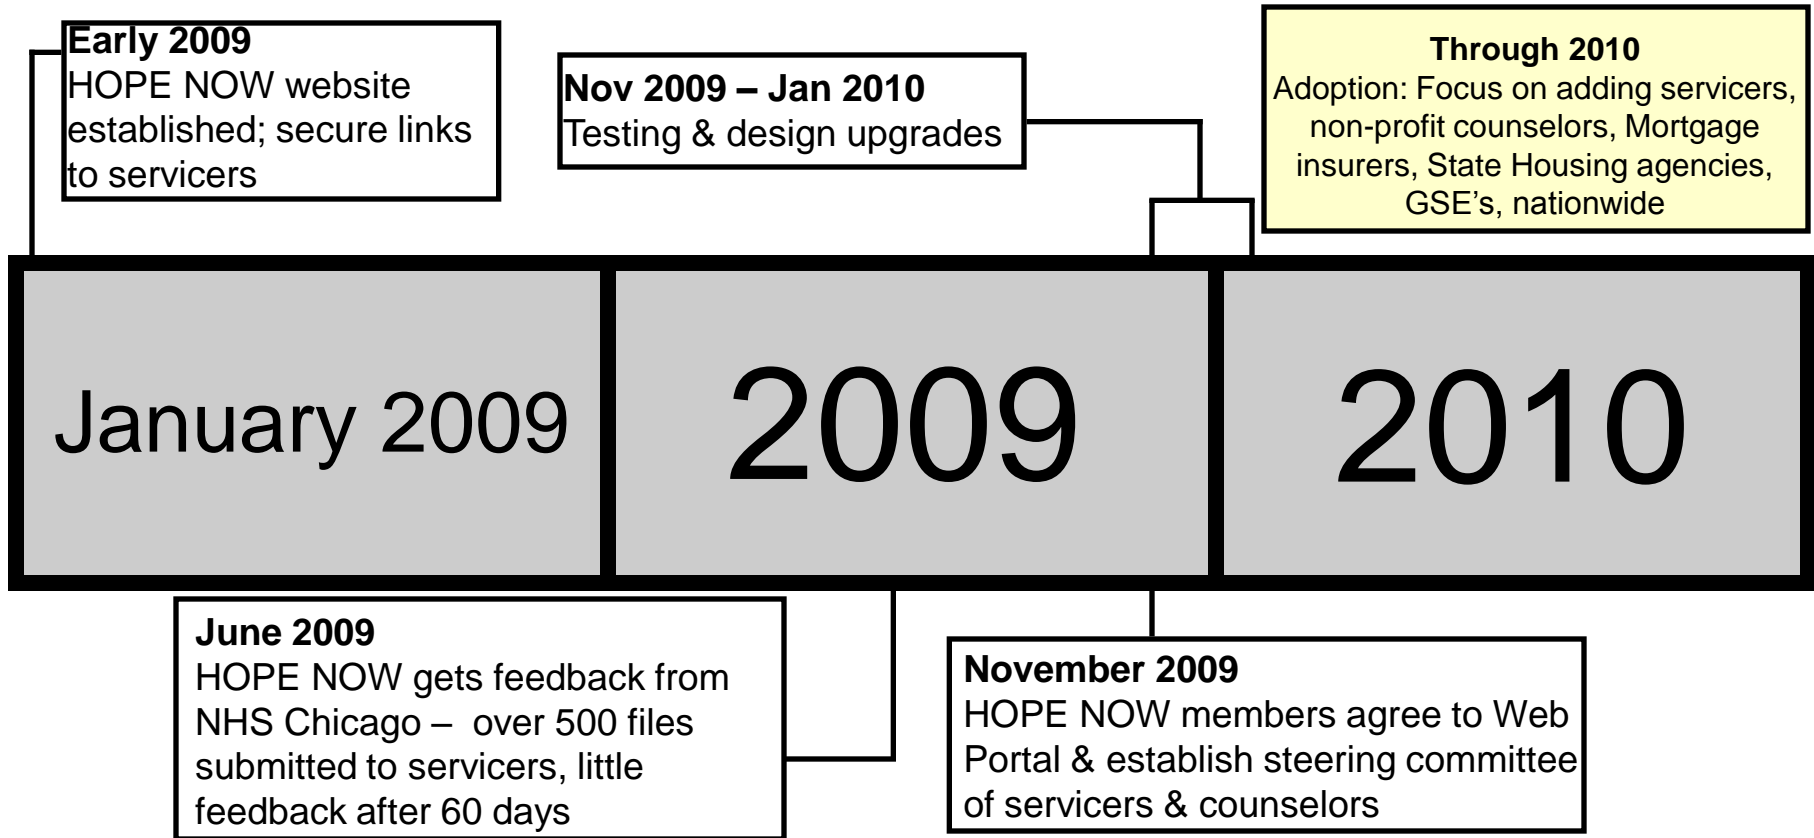 Early 2009
HOPE NOW website
established; secure links
to servicers
Nov 2009 – Jan 2010
Testing & design upgrades
Through 2010
Adoption: Focus on adding servicers,
non-profit counselors, Mortgage
insurers, State Housing agencies,
GSE's, nationwide
January 2009
2009
2010
June 2009
HOPE NOW gets feedback from
NHS Chicago – over 500 files
submitted to servicers, little
feedback after 60 days
November 2009
HOPE NOW members agree to Web
Portal & establish steering committee
of servicers & counselors